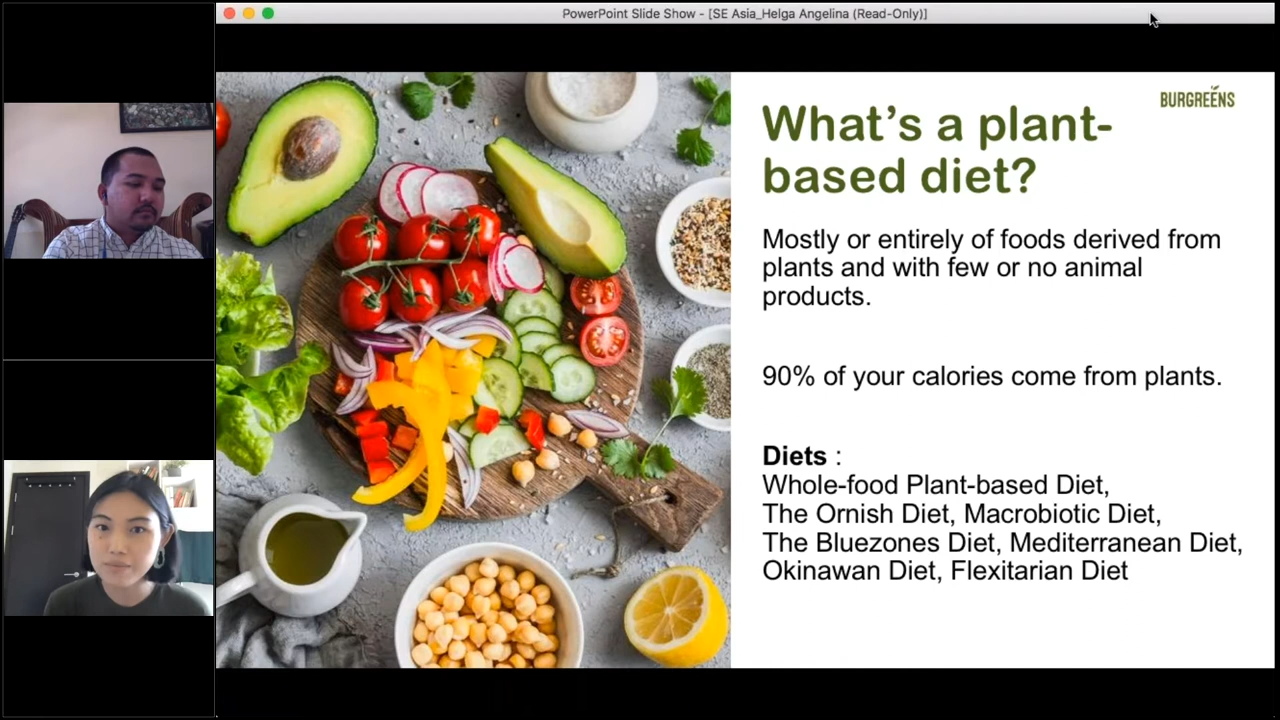 PowerPoint Slide Show - [SE Asia_Helga Angelina (Read-Only)]
BURGREENS
What's a plant-
based diet?
Mostly or entirely of foods derived from
plants and with few or no animal
products.
90% of your calories come from plants.
Diets :
Whole-food Plant-based Diet,
The Ornish Diet, Macrobiotic Diet,
The Bluezones Diet, Mediterranean Diet,
Okinawan Diet, Flexitarian Diet